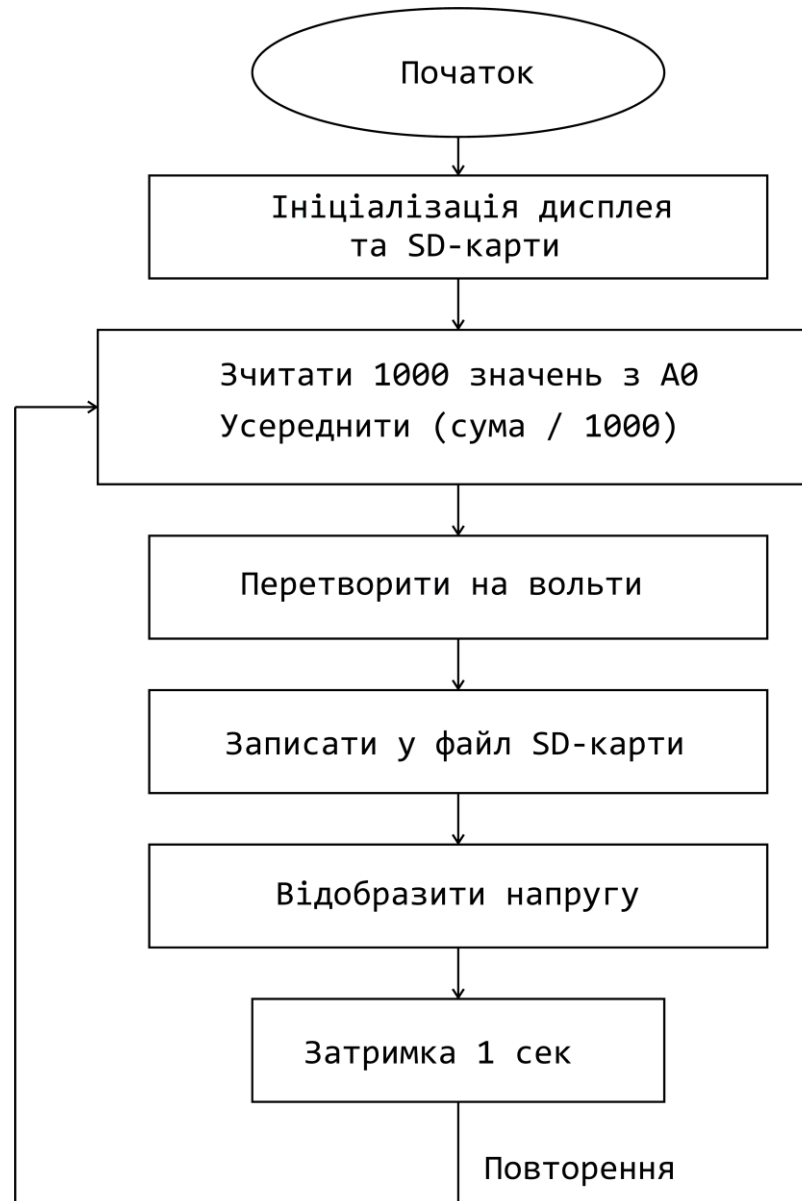 Початок
Ініціалізація дисплея
та SD-карти
Зчитати 1000 значень з A0
Усереднити (сума / 1000)
Перетворити на вольти
Записати у файл SD-карти
Відобразити напругу
Затримка 1 сек
Повторення